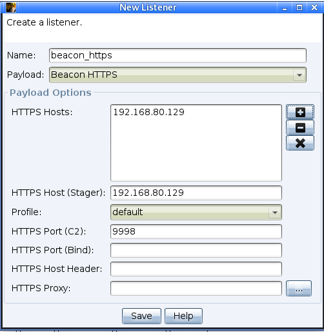 New Listener
Create a listener.
Name: beacon_https
Payload: Beacon HTTPS
Payload Options
HTTPS Hosts: 192.168.80.129
HTTPS Host (Stager): 192.168.80.129
Profile: default
HTTPS Port (C2): 9998
HTTPS Port (Bind):
HTTPS Host Header:
HTTPS Proxy: ...
Save Help